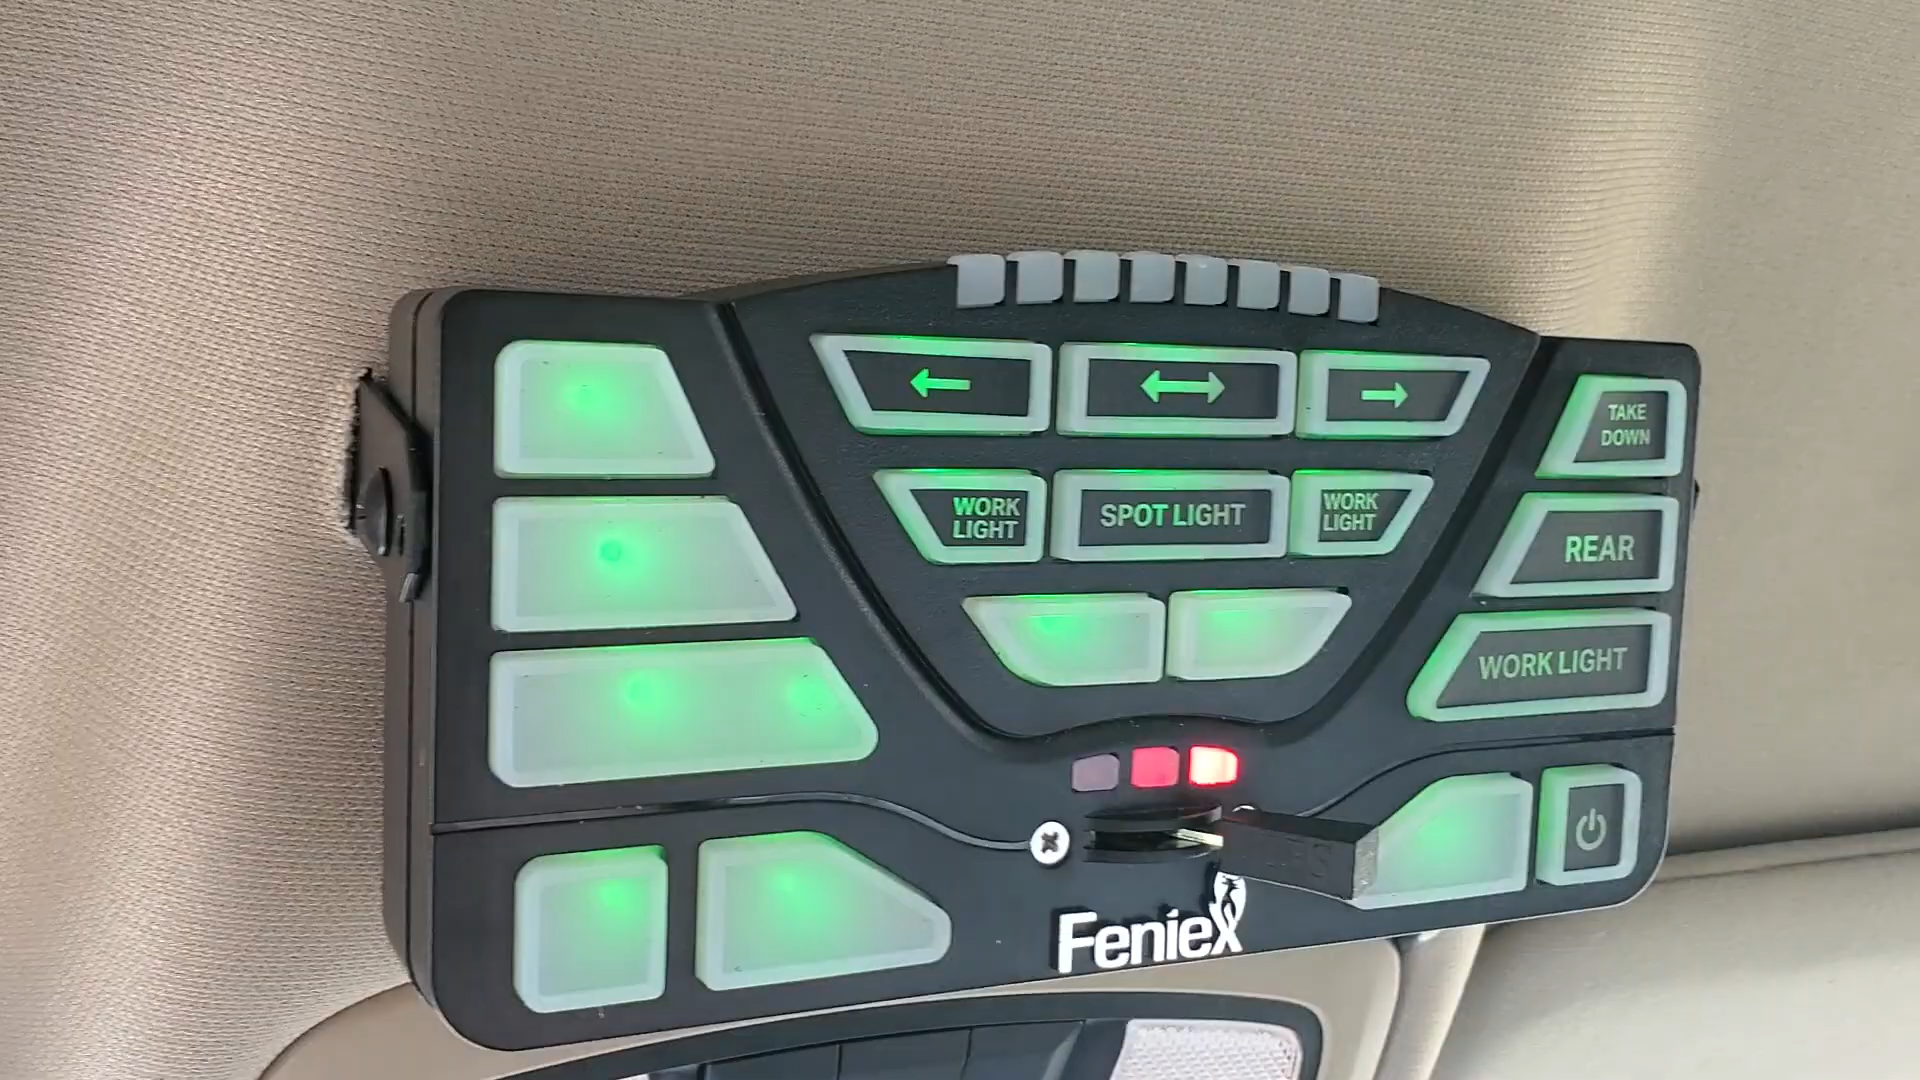 ←
↔
→
TAKE
DOWN
WORK
LIGHT
SPOT LIGHT
WORK
LIGHT
REAR
WORK LIGHT
Feniex